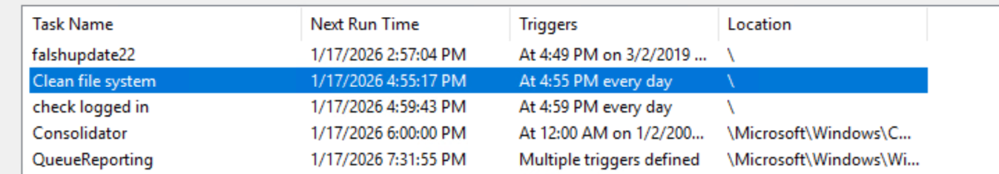 Task Name Next Run Time Triggers Location
falshupdate22 1/17/2026 2:57:04 PM At 4:49 PM on 3/2/2019 ... \
Clean file system 1/17/2026 4:55:17 PM At 4:55 PM every day \
check logged in 1/17/2026 4:59:43 PM At 4:59 PM every day \
Consolidator 1/17/2026 6:00:00 PM At 12:00 AM on 1/2/200... \Microsoft\Windows\C...
QueueReporting 1/17/2026 7:31:55 PM Multiple triggers defined \Microsoft\Windows\Wi...